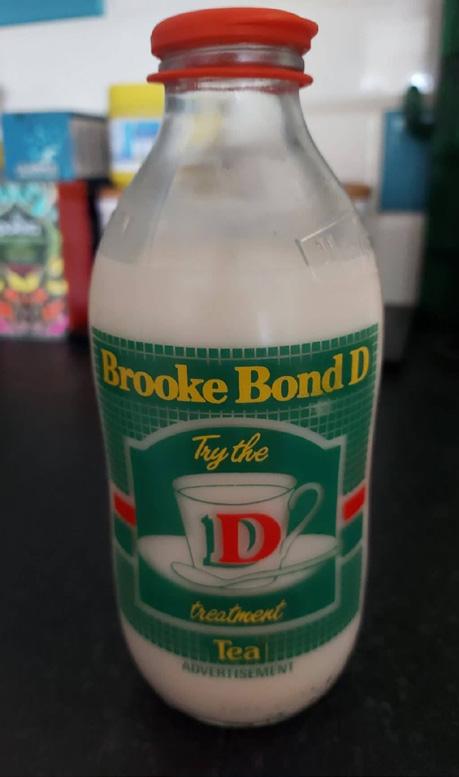 Brooke Bond D
Try the
D
treatment
Tea
ADVERTISEMENT